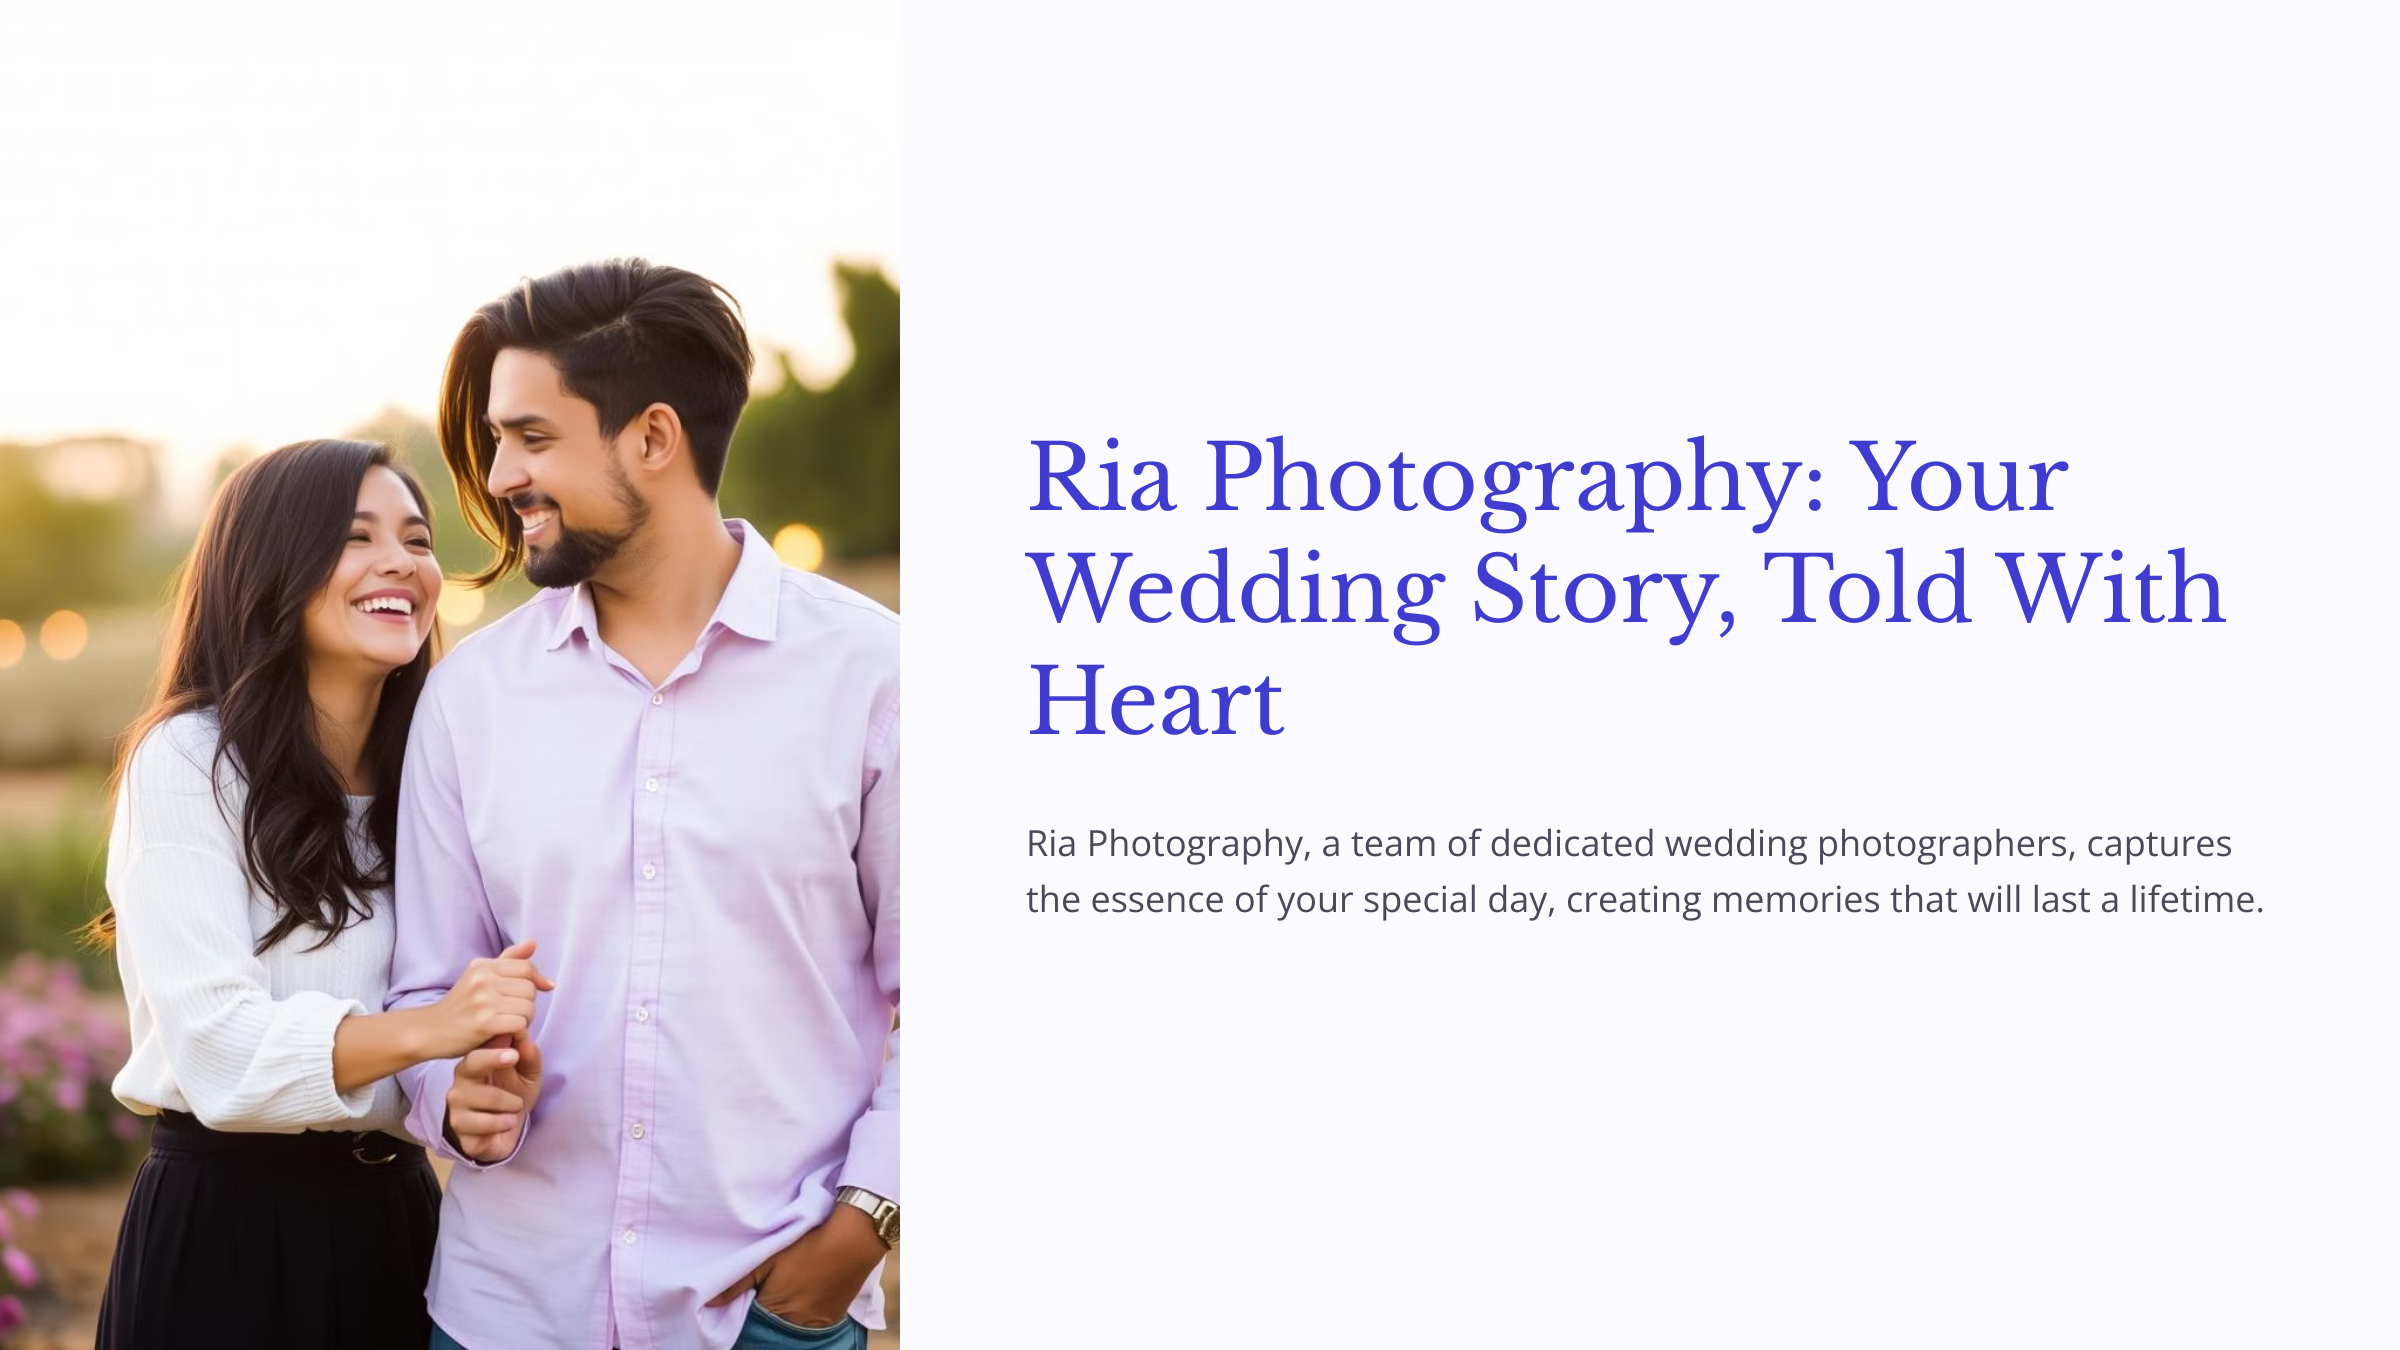 Ria Photography: Your
Wedding Story, Told With
Heart
Ria Photography, a team of dedicated wedding photographers, captures
the essence of your special day, creating memories that will last a lifetime.